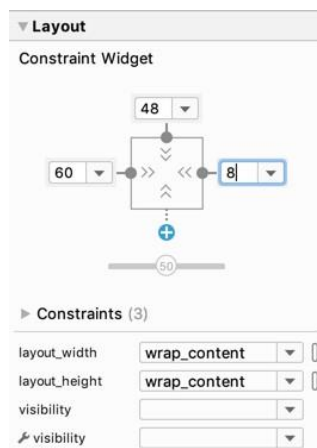 Layout
Constraint Widget
48
60
8
50
Constraints (3)
layout_width wrap_content
layout_height wrap_content
visibility
visibility